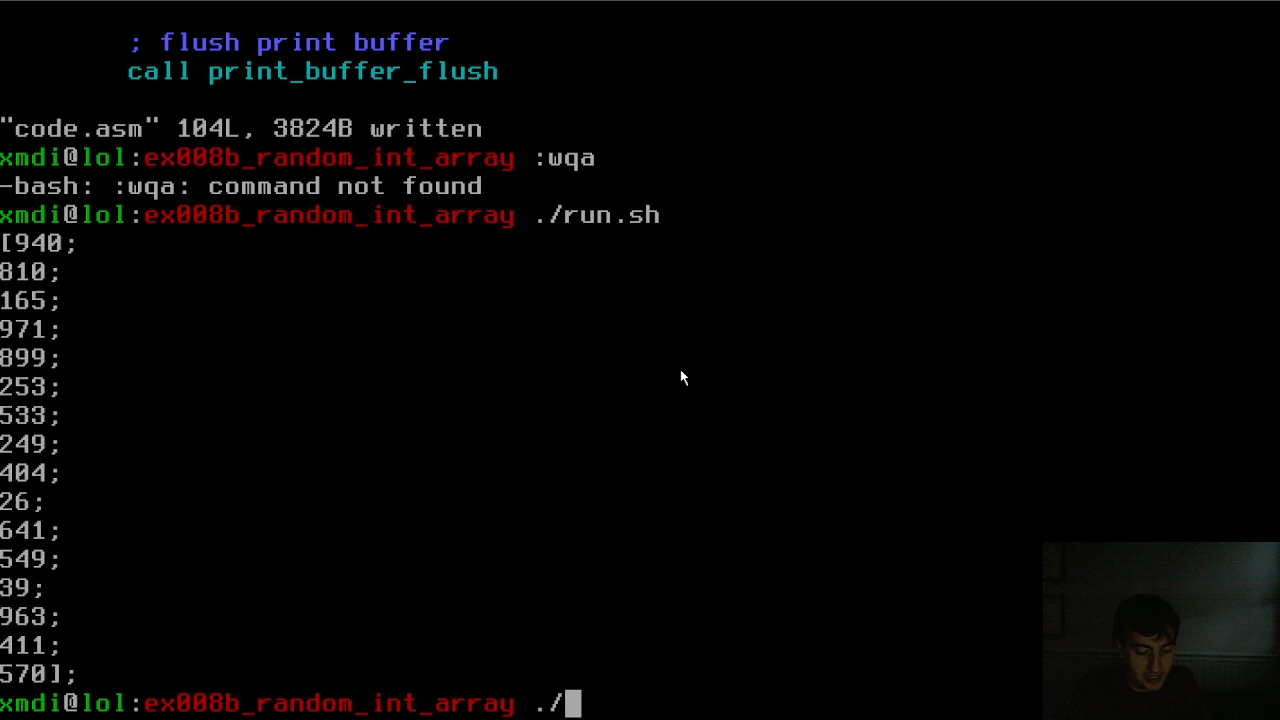 ; flush print buffer
call print_buffer_flush
"code.asm" 104L, 3824B written
xmdi@lol:ex008b_random_int_array :wqa
-bash: :wqa: command not found
xmdi@lol:ex008b_random_int_array ./run.sh
[940;
810;
165;
971;
899;
253;
533;
249;
404;
26;
641;
549;
39;
963;
411;
570];
xmdi@lol:ex008b_random_int_array ./